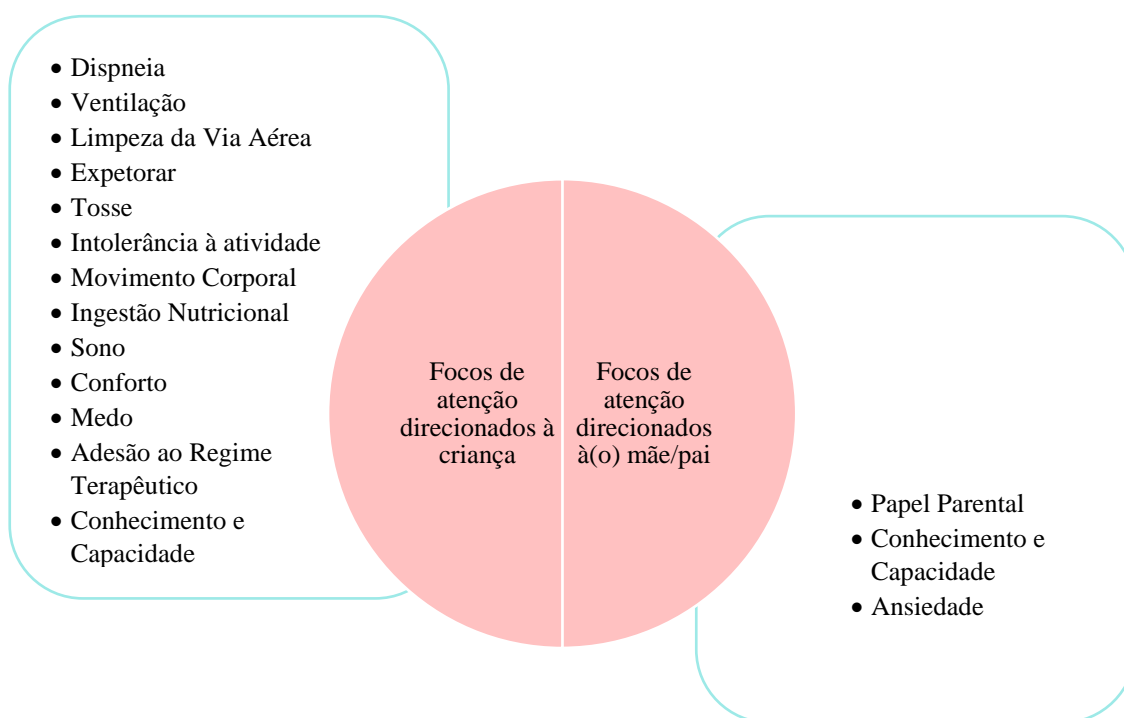 • Dispneia
• Ventilação
• Limpeza da Via Aérea
• Expetorar
• Tosse
• Intolerância à atividade
• Movimento Corporal
• Ingestão Nutricional
• Sono
• Conforto
• Medo
• Adesão ao Regime
Terapêutico
• Conhecimento e
Capacidade
Focos de
atenção
direcionados à
criança
Focos de
atenção
direcionados
à(o) mãe/pai
• Papel Parental
• Conhecimento e
Capacidade
• Ansiedade